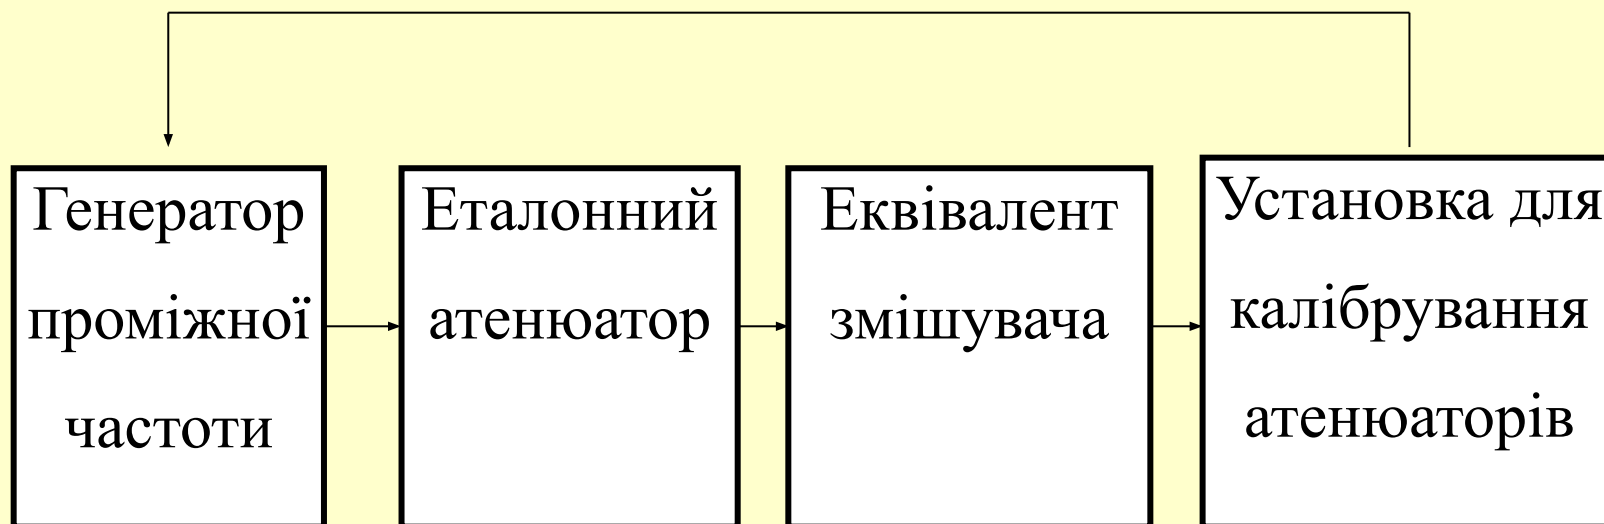 Генератор
проміжної
частоти
Еталонний
атенюатор
Еквівалент
змішувача
Установка для
калібрування
атенюаторів